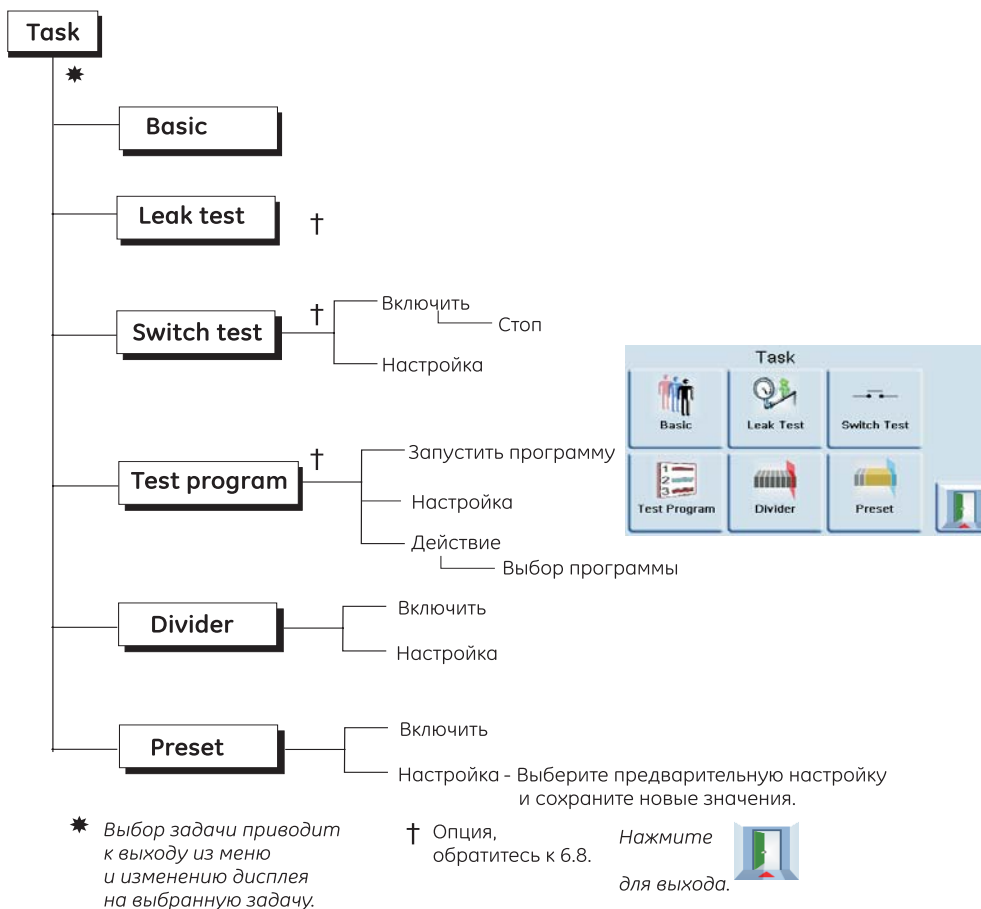 Task
✷
Basic
Leak test †
Switch test †
Включить
Стоп
Настройка
Task
Basic
Leak Test
Switch Test
Test Program
Divider
Preset
Test program †
Запустить программу
Настройка
Действие
Выбор программы
Divider
Включить
Настройка
Preset
Включить
Настройка - Выберите предварительную настройку
и сохраните новые значения.
✷ Выбор задачи приводит
к выходу из меню
и изменению дисплея
на выбранную задачу.
† Опция,
обратитесь к 6.8.
Нажмите
для выхода.